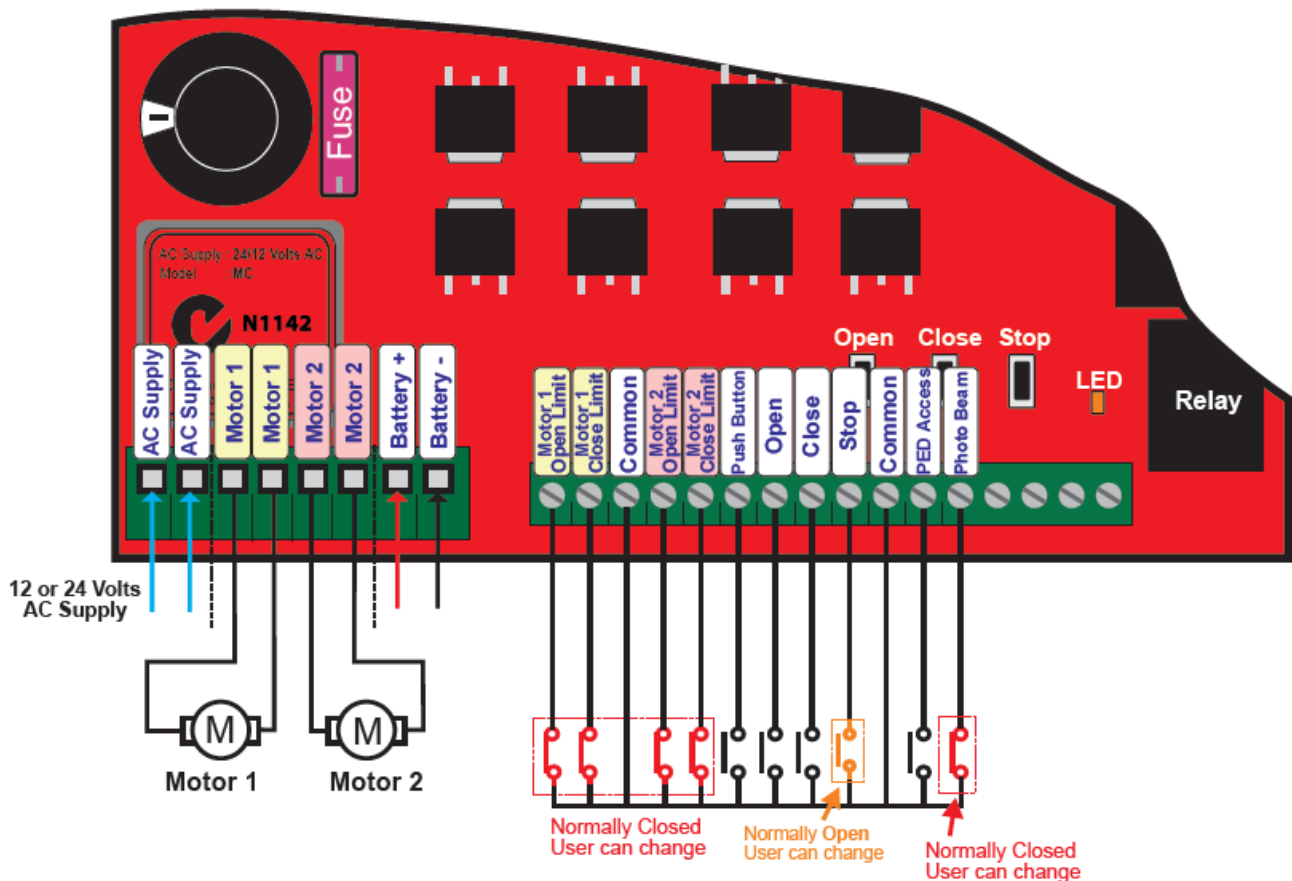 Fuse
AC Supply : 24/12 Volts AC
Model : MC
N1142
Open
Close
Stop
LED
Relay
AC Supply
AC Supply
Motor 1
Motor 1
Motor 2
Motor 2
Battery +
Battery -
Motor 1
Open Limit
Motor 1
Close Limit
Common
Motor 2
Open Limit
Motor 2
Close Limit
Push Button
Open
Close
Stop
Common
PED Access
Photo Beam
12 or 24 Volts
AC Supply
M
Motor 1
M
Motor 2
Normally Closed
User can change
Normally Open
User can change
Normally Closed
User can change